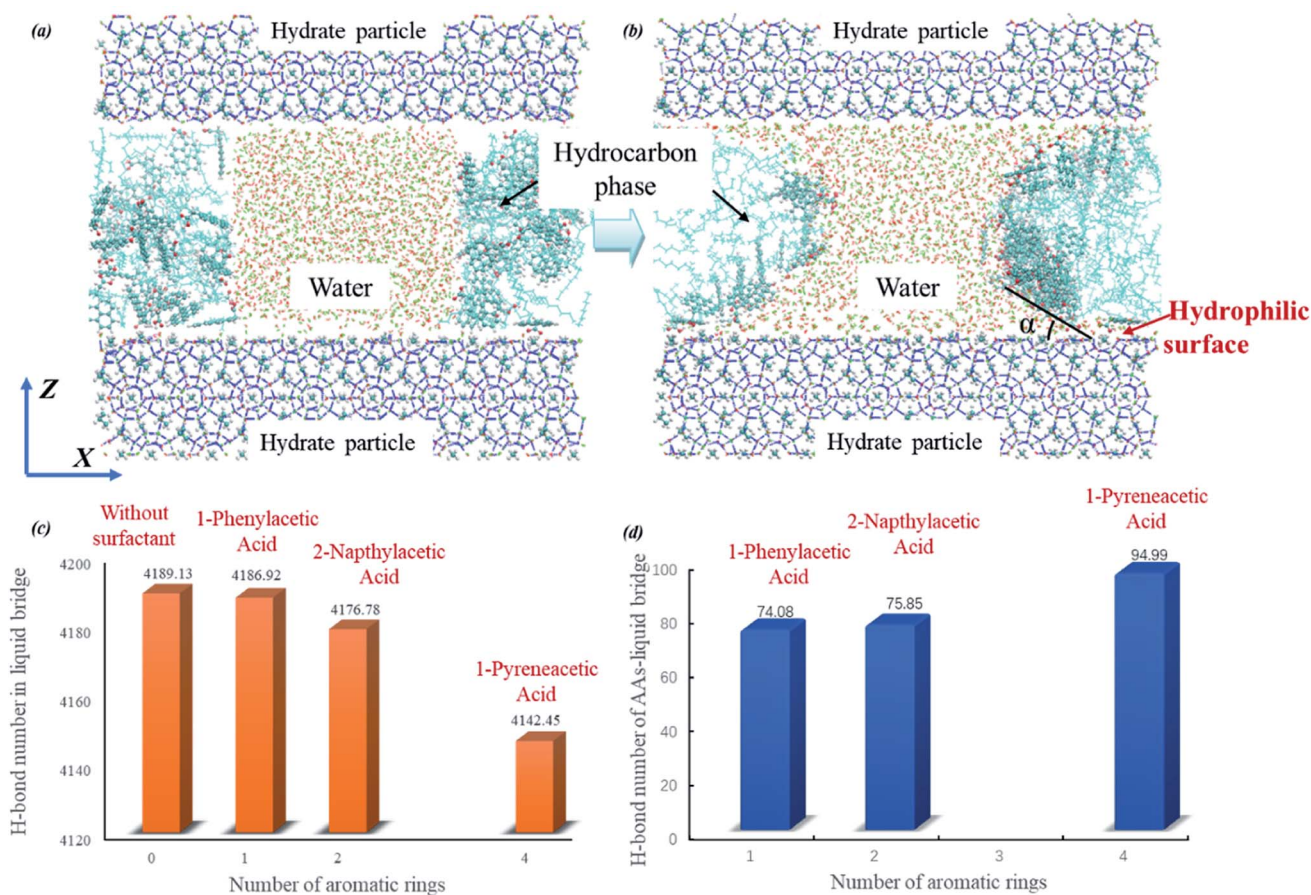 (a)
Hydrate particle
(b)
Hydrate particle
Hydrocarbon
phase
Water
Water
α
Hydrophilic
surface
Z
X
Hydrate particle
Hydrate particle
(c)
Without
surfactant
1-Phenylacetic
Acid
2-Napthylacetic
Acid
1-Pyreneacetic
Acid
4189.13
4186.92
4176.78
4142.45
4200
4180
4160
4140
4120
H-bond number in liquid bridge
0
1
2
4
Number of aromatic rings
(d)
1-Phenylacetic
Acid
2-Napthylacetic
Acid
1-Pyreneacetic
Acid
74.08
75.85
94.99
100
80
60
40
20
0
H-bond number of AAs-liquid bridge
1
2
3
4
Number of aromatic rings